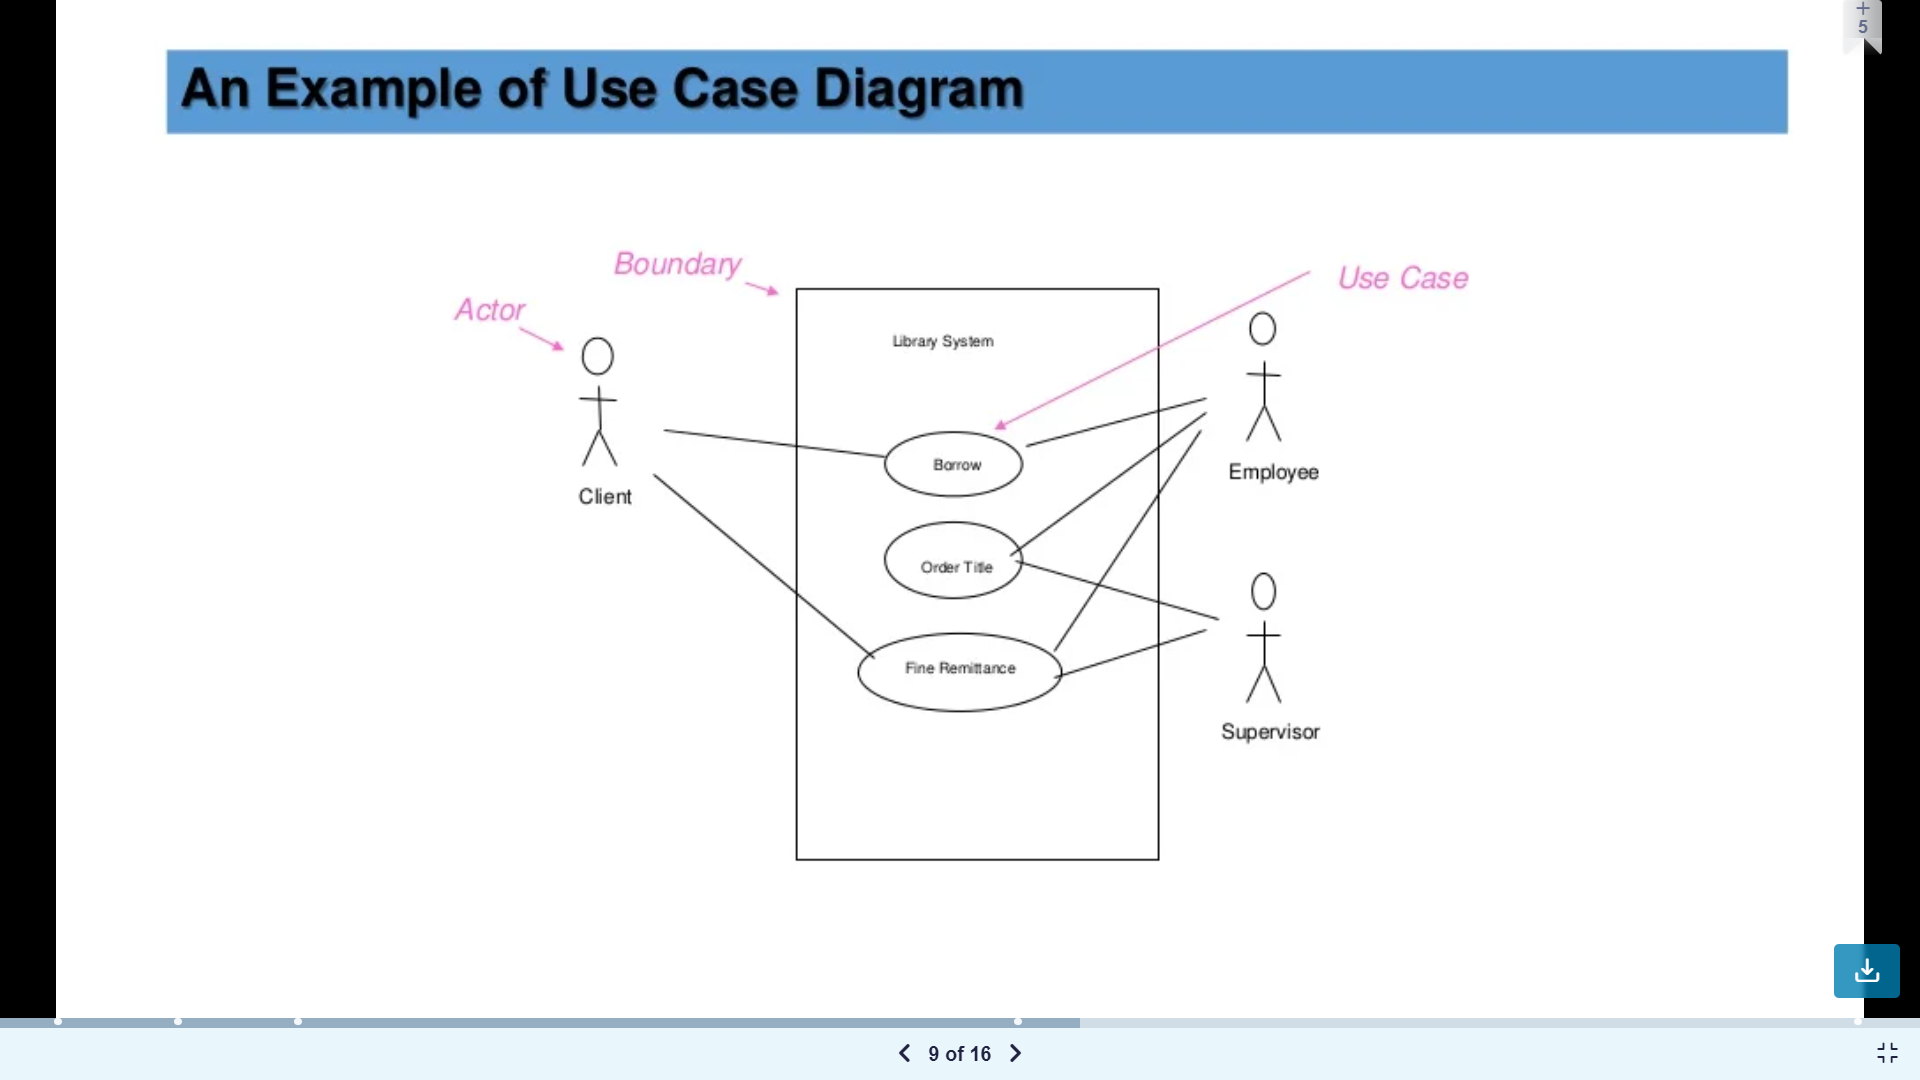 +
5
An Example of Use Case Diagram
Boundary
Use Case
Actor
Library System
Borrow
Client
Employee
Order Title
Fine Remittance
Supervisor
9 of 16